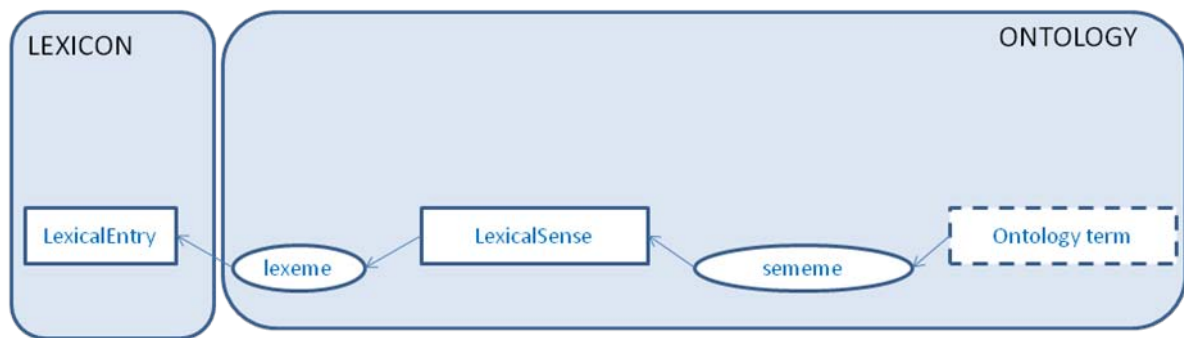 LEXICON
ONTOLOGY
LexicalEntry
lexeme
LexicalSense
sememe
Ontology term